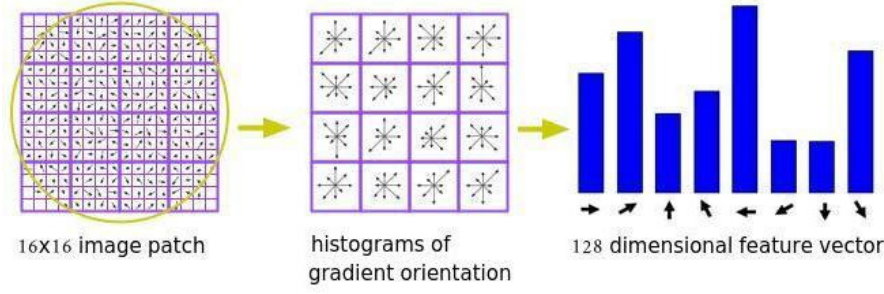 16x16 image patch
histograms of
gradient orientation
128 dimensional feature vector